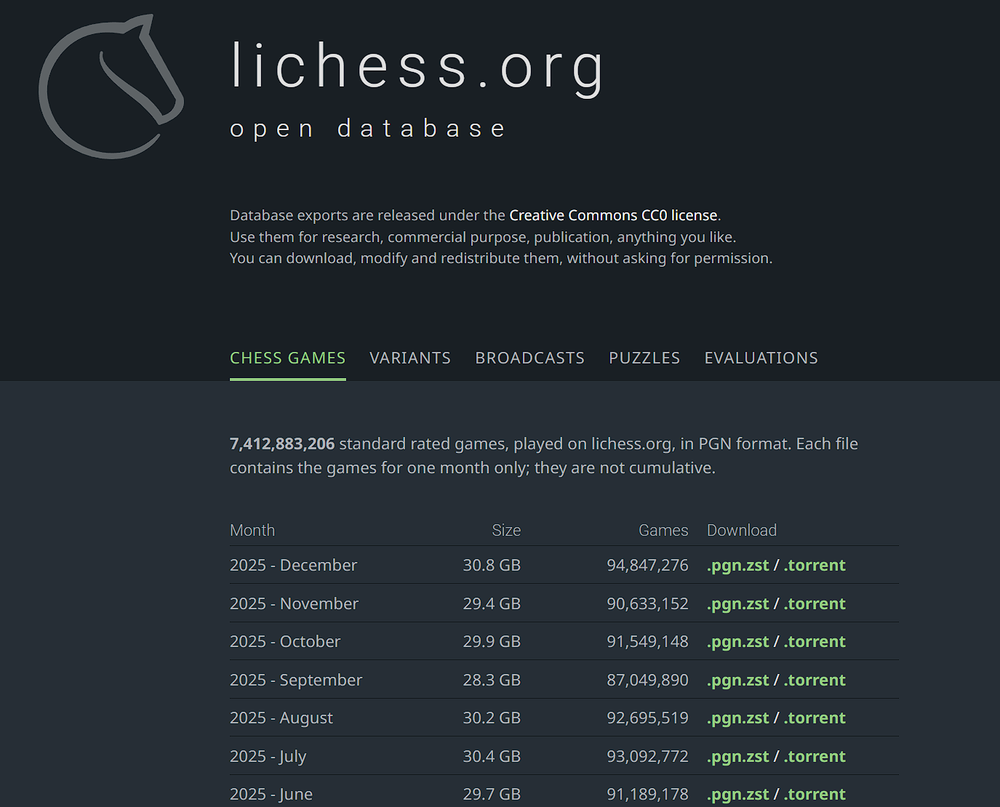 lichess.org
open database
Database exports are released under the Creative Commons CC0 license.
Use them for research, commercial purpose, publication, anything you like.
You can download, modify and redistribute them, without asking for permission.
CHESS GAMES VARIANTS BROADCASTS PUZZLES EVALUATIONS
7,412,883,206 standard rated games, played on lichess.org, in PGN format. Each file
contains the games for one month only; they are not cumulative.
Month Size Games Download
2025 - December 30.8 GB 94,847,276 .pgn.zst / .torrent
2025 - November 29.4 GB 90,633,152 .pgn.zst / .torrent
2025 - October 29.9 GB 91,549,148 .pgn.zst / .torrent
2025 - September 28.3 GB 87,049,890 .pgn.zst / .torrent
2025 - August 30.2 GB 92,695,519 .pgn.zst / .torrent
2025 - July 30.4 GB 93,092,772 .pgn.zst / .torrent
2025 - June 29.7 GB 91,189,178 .pgn.zst / .torrent